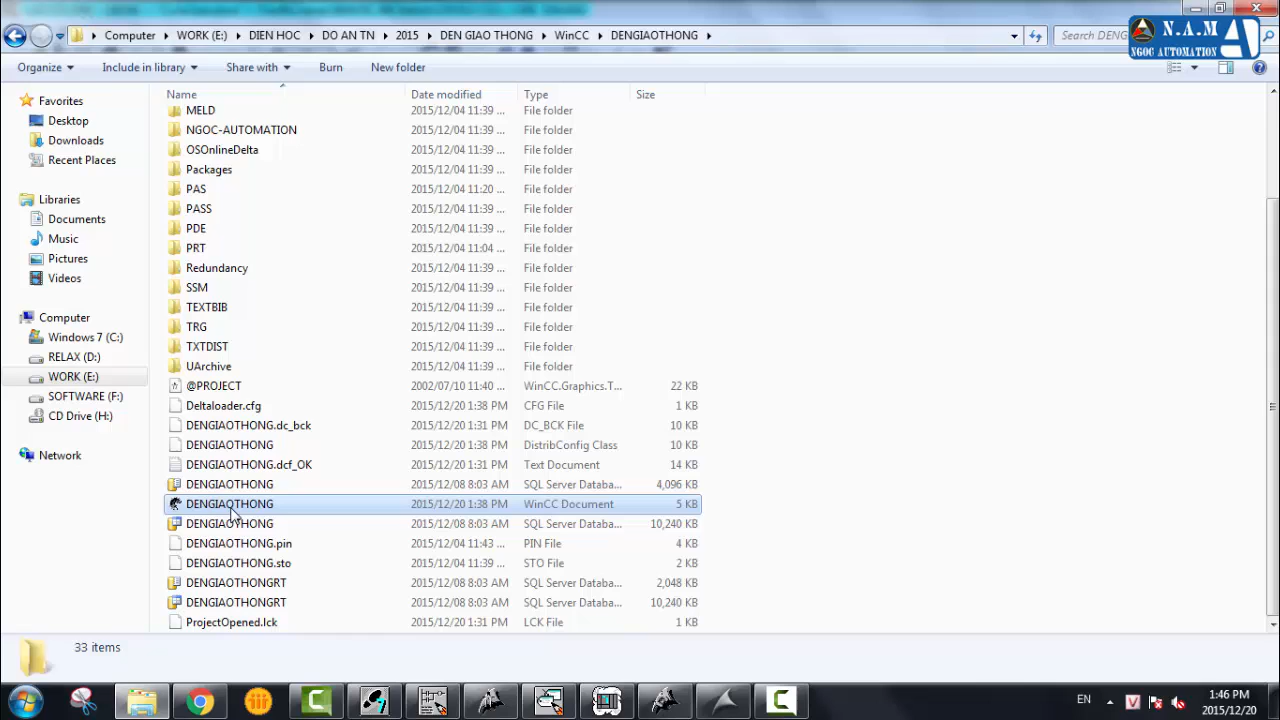 Computer ▸ WORK (E:) ▸ DIEN HOC ▸ DO AN TN ▸ 2015 ▸ DEN GIAO THONG ▸ WinCC ▸ DENGIAOTHONG ▸
Search DENG
N.A.M
NGOC AUTOMATION
Organize Include in library Share with Burn New folder
Name Date modified Type Size
Favorites
Desktop
Downloads
Recent Places
Libraries
Documents
Music
Pictures
Videos
Computer
Windows 7 (C:)
RELAX (D:)
WORK (E:)
SOFTWARE (F:)
CD Drive (H:)
Network
MELD 2015/12/04 11:39 ... File folder
NGOC-AUTOMATION 2015/12/04 11:39 ... File folder
OSOnlineDelta 2015/12/04 11:39 ... File folder
Packages 2015/12/04 11:39 ... File folder
PAS 2015/12/04 11:20 ... File folder
PASS 2015/12/04 11:39 ... File folder
PDE 2015/12/04 11:39 ... File folder
PRT 2015/12/04 11:04 ... File folder
Redundancy 2015/12/04 11:39 ... File folder
SSM 2015/12/04 11:39 ... File folder
TEXTBIB 2015/12/04 11:39 ... File folder
TRG 2015/12/04 11:39 ... File folder
TXTDIST 2015/12/04 11:39 ... File folder
UArchive 2015/12/04 11:39 ... File folder
@PROJECT 2002/07/10 11:40 ... WinCC.Graphics.T... 22 KB
Deltaloader.cfg 2015/12/20 1:38 PM CFG File 1 KB
DENGIAOTHONG.dc_bck 2015/12/20 1:31 PM DC_BCK File 10 KB
DENGIAOTHONG 2015/12/20 1:38 PM DistribConfig Class 10 KB
DENGIAOTHONG.dcf_OK 2015/12/20 1:31 PM Text Document 14 KB
DENGIAOTHONG 2015/12/08 8:03 AM SQL Server Databa... 4,096 KB
DENGIAOTHONG 2015/12/20 1:38 PM WinCC Document 5 KB
DENGIAOTHONG 2015/12/08 8:03 AM SQL Server Databa... 10,240 KB
DENGIAOTHONG.pin 2015/12/04 11:43 ... PIN File 4 KB
DENGIAOTHONG.sto 2015/12/04 11:39 ... STO File 2 KB
DENGIAOTHONGRT 2015/12/08 8:03 AM SQL Server Databa... 2,048 KB
DENGIAOTHONGRT 2015/12/08 8:03 AM SQL Server Databa... 10,240 KB
ProjectOpened.lck 2015/12/20 1:31 PM LCK File 1 KB
33 items
EN
1:46 PM
2015/12/20